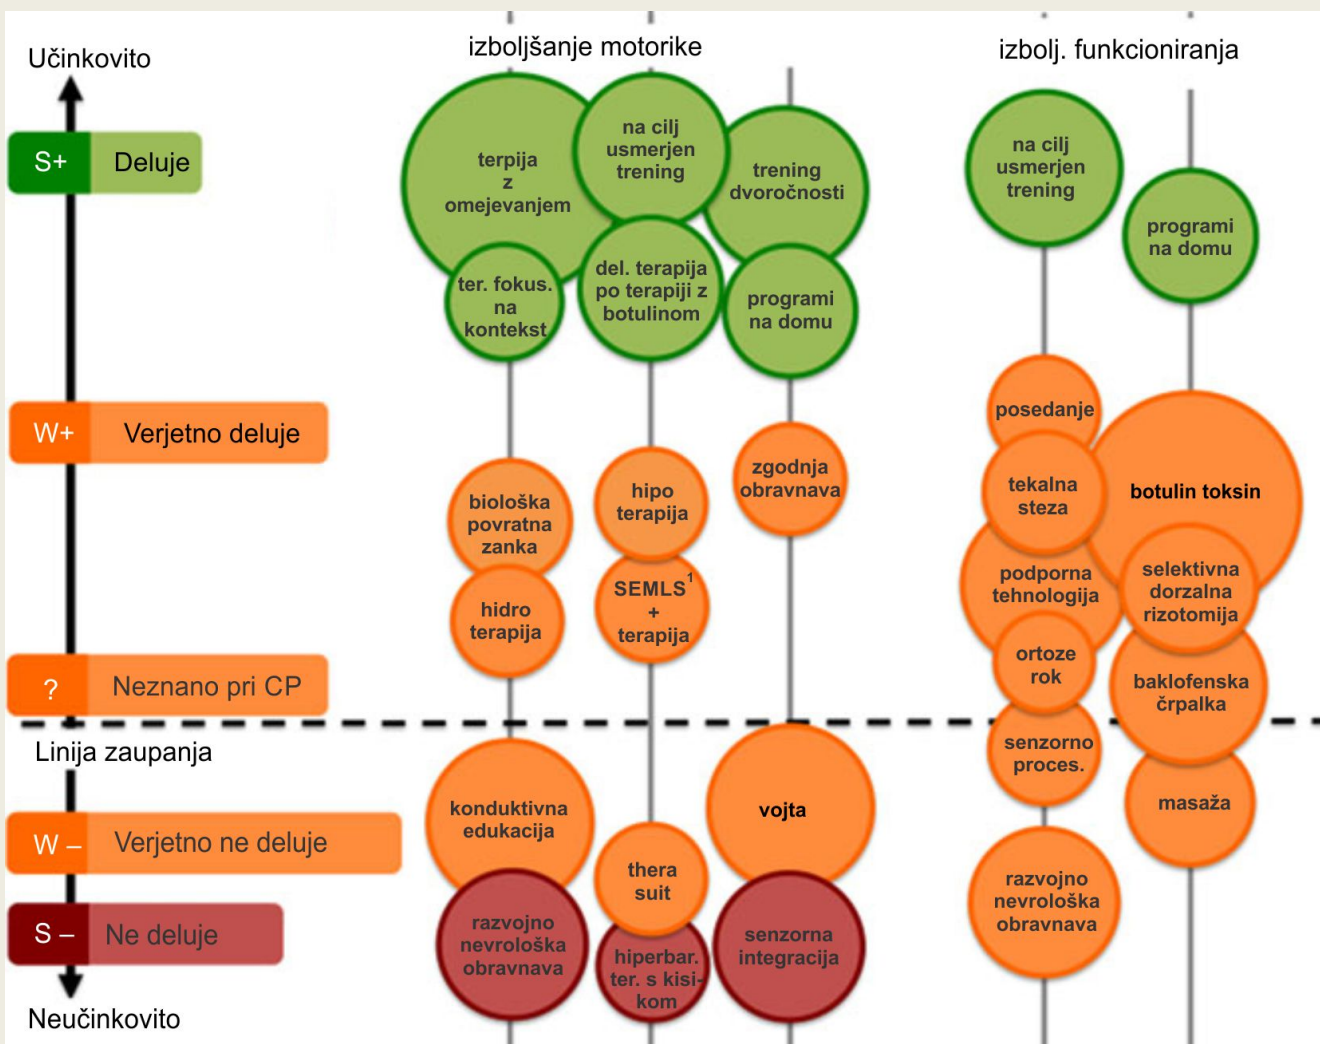 Učinkovito
izboljšanje motorike
izbolj. funkcioniranja
S+ Deluje
terpija
z
omejevanjem
na cilj
usmerjen
trening
trening
dvoročnosti
ter. fokus.
na
kontekst
del. terapija
po terapiji z
botulinom
programi
na domu
na cilj
usmerjen
trening
programi
na domu
W+ Verjetno deluje
biološka
povratna
zanka
hipo
terapija
zgodnja
obravnava
hidro
terapija
SEMLS¹
+
terapija
posedanje
tekalna
steza
botulin toksin
podporna
tehnologija
selektivna
dorzalna
rizotomija
ortoze
rok
baklofenska
črpalka
? Neznano pri CP
Linija zaupanja
senzorno
proces.
masaža
konduktivna
edukacija
vojta
thera
suit
razvojno
nevrološka
obravnava
W – Verjetno ne deluje
S – Ne deluje
razvojno
nevrološka
obravnava
hiperbar.
ter. s kisi-
kom
senzorna
integracija
Neučinkovito